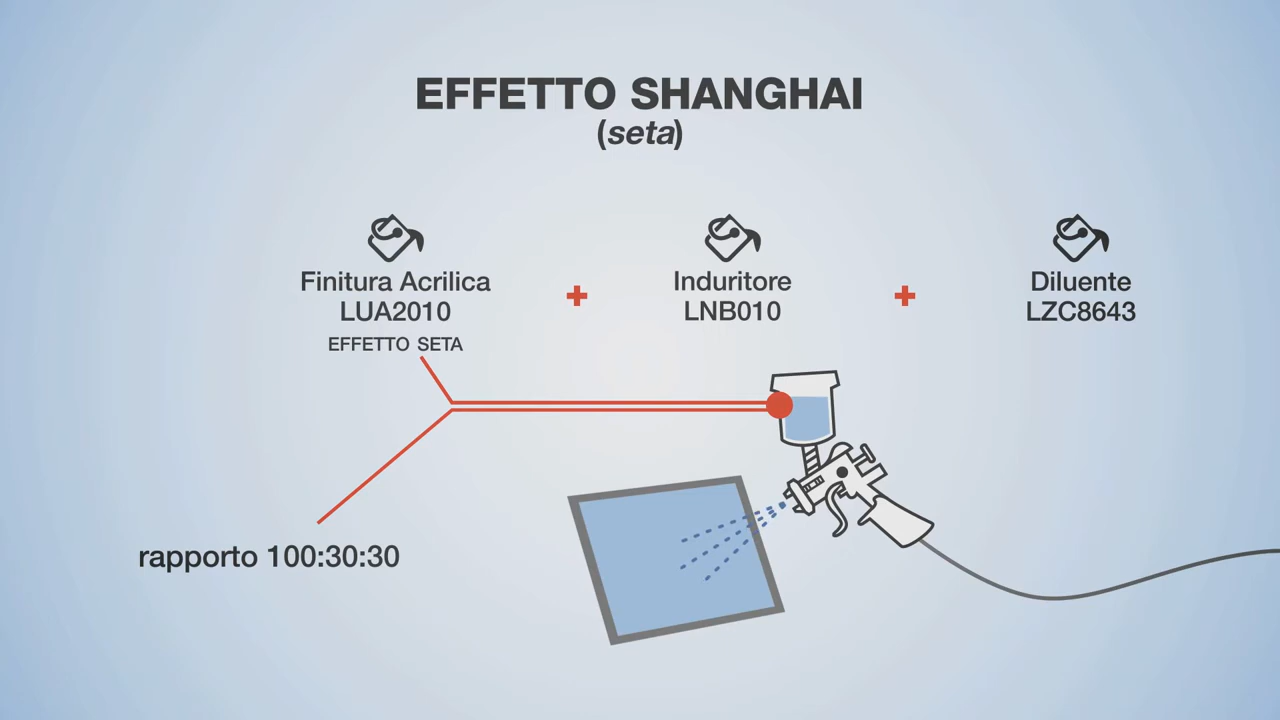 EFFETTO SHANGHAI
(seta)
Finitura Acrilica
LUA2010
EFFETTO SETA
+
Induritore
LNB010
+
Diluente
LZC8643
rapporto 100:30:30